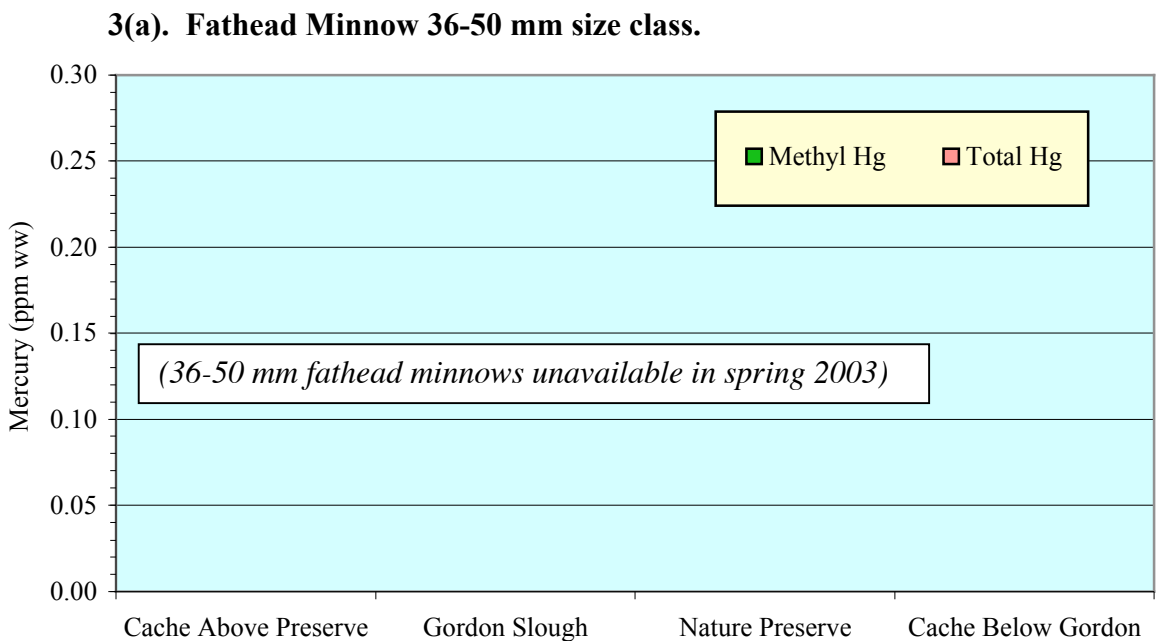 3(a). Fathead Minnow 36-50 mm size class.
0.30
0.25
0.20
0.15
0.10
0.05
0.00
Mercury (ppm ww)
Methyl Hg
Total Hg
(36-50 mm fathead minnows unavailable in spring 2003)
Cache Above Preserve
Gordon Slough
Nature Preserve
Cache Below Gordon